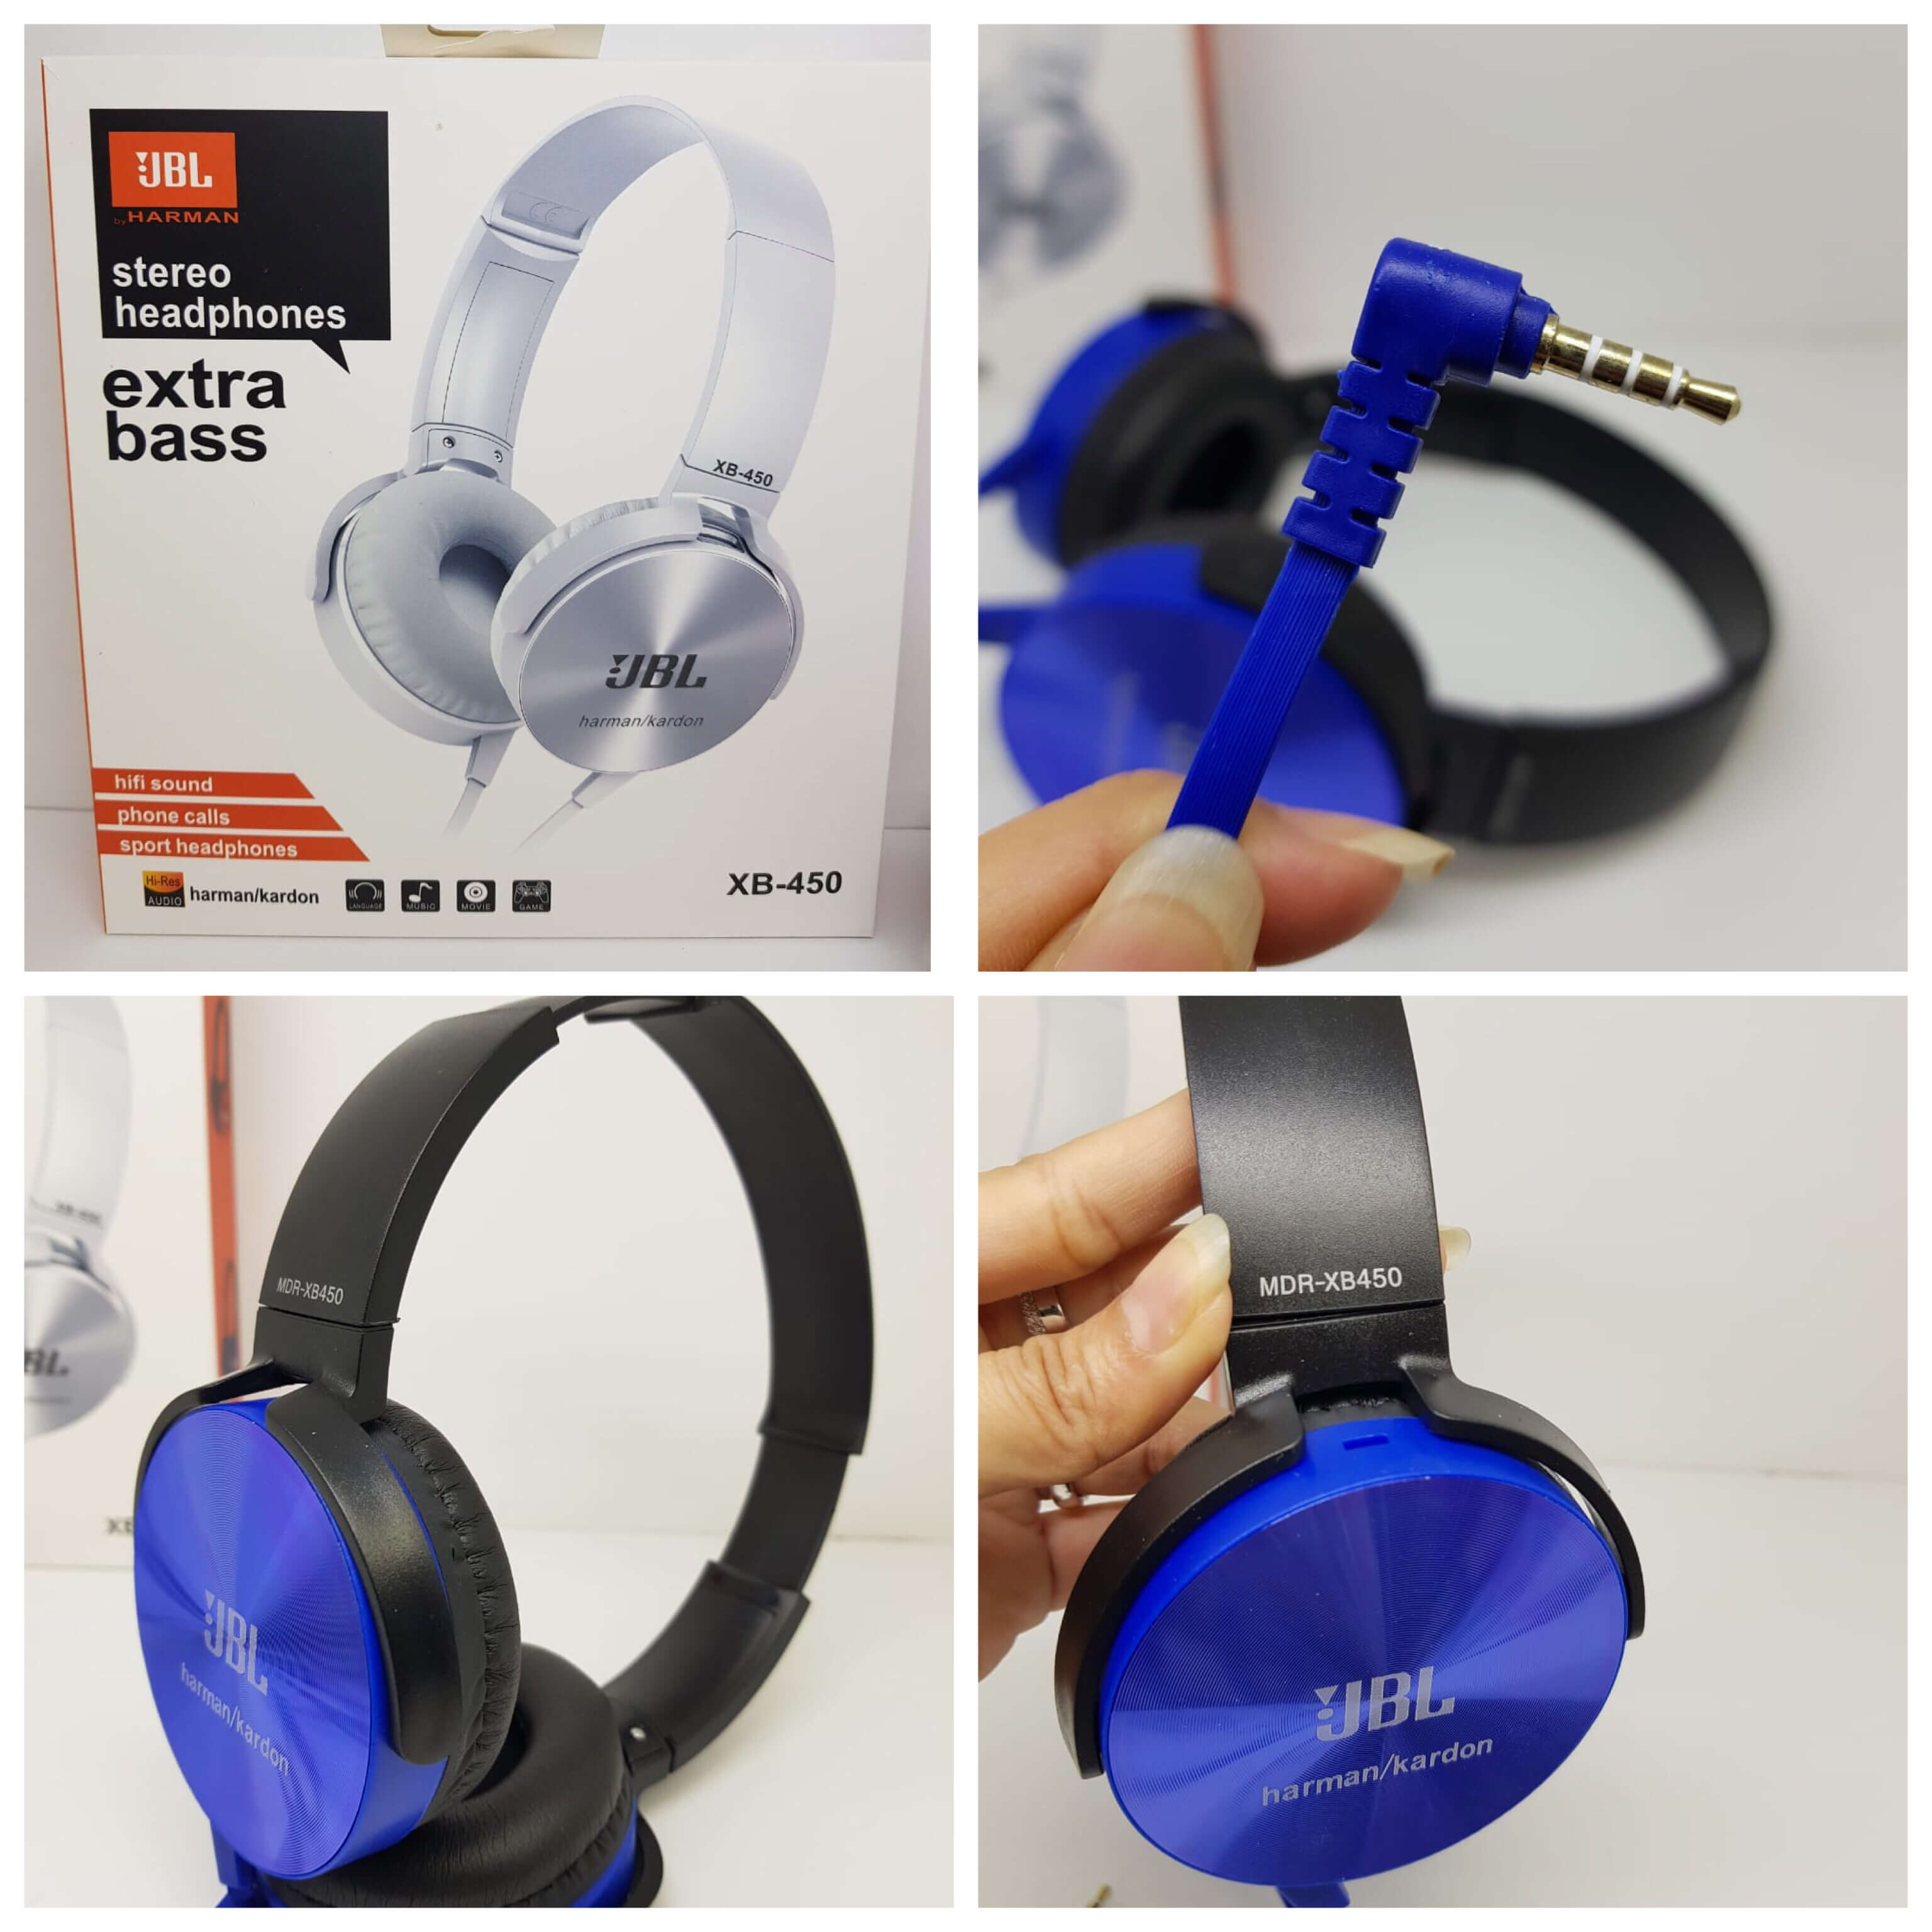 JBL
by HARMAN
stereo
headphones
extra
bass
XB-450
JBL
harman/kardon
hifi sound
phone calls
sport headphones
Hi-Res
AUDIO
harman/kardon
LANGUAGE
MUSIC
MOVIE
GAME
XB-450
MDR-XB450
JBL
harman/kardon
MDR-XB450
JBL
harman/kardon